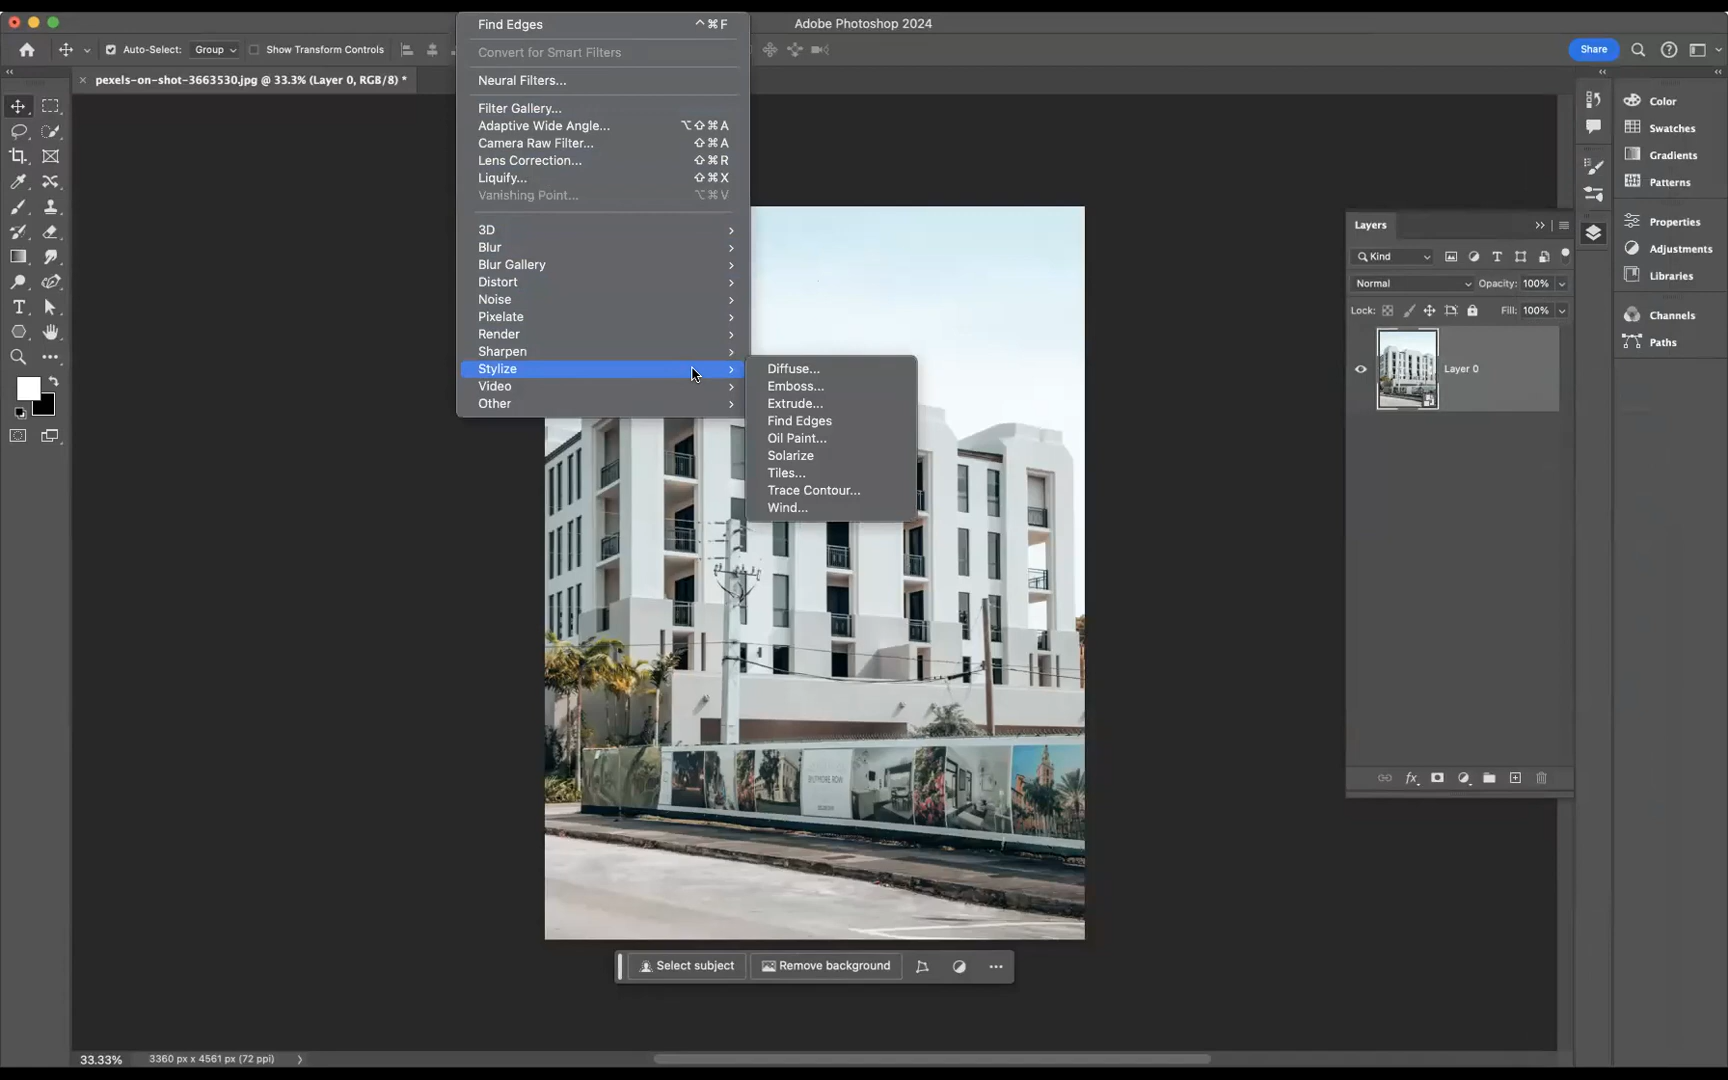 Adobe Photoshop 2024
Auto-Select: Group Show Transform Controls
Share
pexels-on-shot-3663530.jpg @ 33.3% (Layer 0, RGB/8) *
Find Edges ⌃⌘F
Convert for Smart Filters
Neural Filters...
Filter Gallery...
Adaptive Wide Angle... ⌥⇧⌘A
Camera Raw Filter... ⇧⌘A
Lens Correction... ⇧⌘R
Liquify... ⇧⌘X
Vanishing Point... ⌥⌘V
3D
Blur
Blur Gallery
Distort
Noise
Pixelate
Render
Sharpen
Stylize
Video
Other
Diffuse...
Emboss...
Extrude...
Find Edges
Oil Paint...
Solarize
Tiles...
Trace Contour...
Wind...
Layers
Kind
Normal Opacity: 100%
Lock: Fill: 100%
Layer 0
fx
Color
Swatches
Gradients
Patterns
Properties
Adjustments
Libraries
Channels
Paths
Select subject Remove background
33.33% 3360 px x 4561 px (72 ppi)